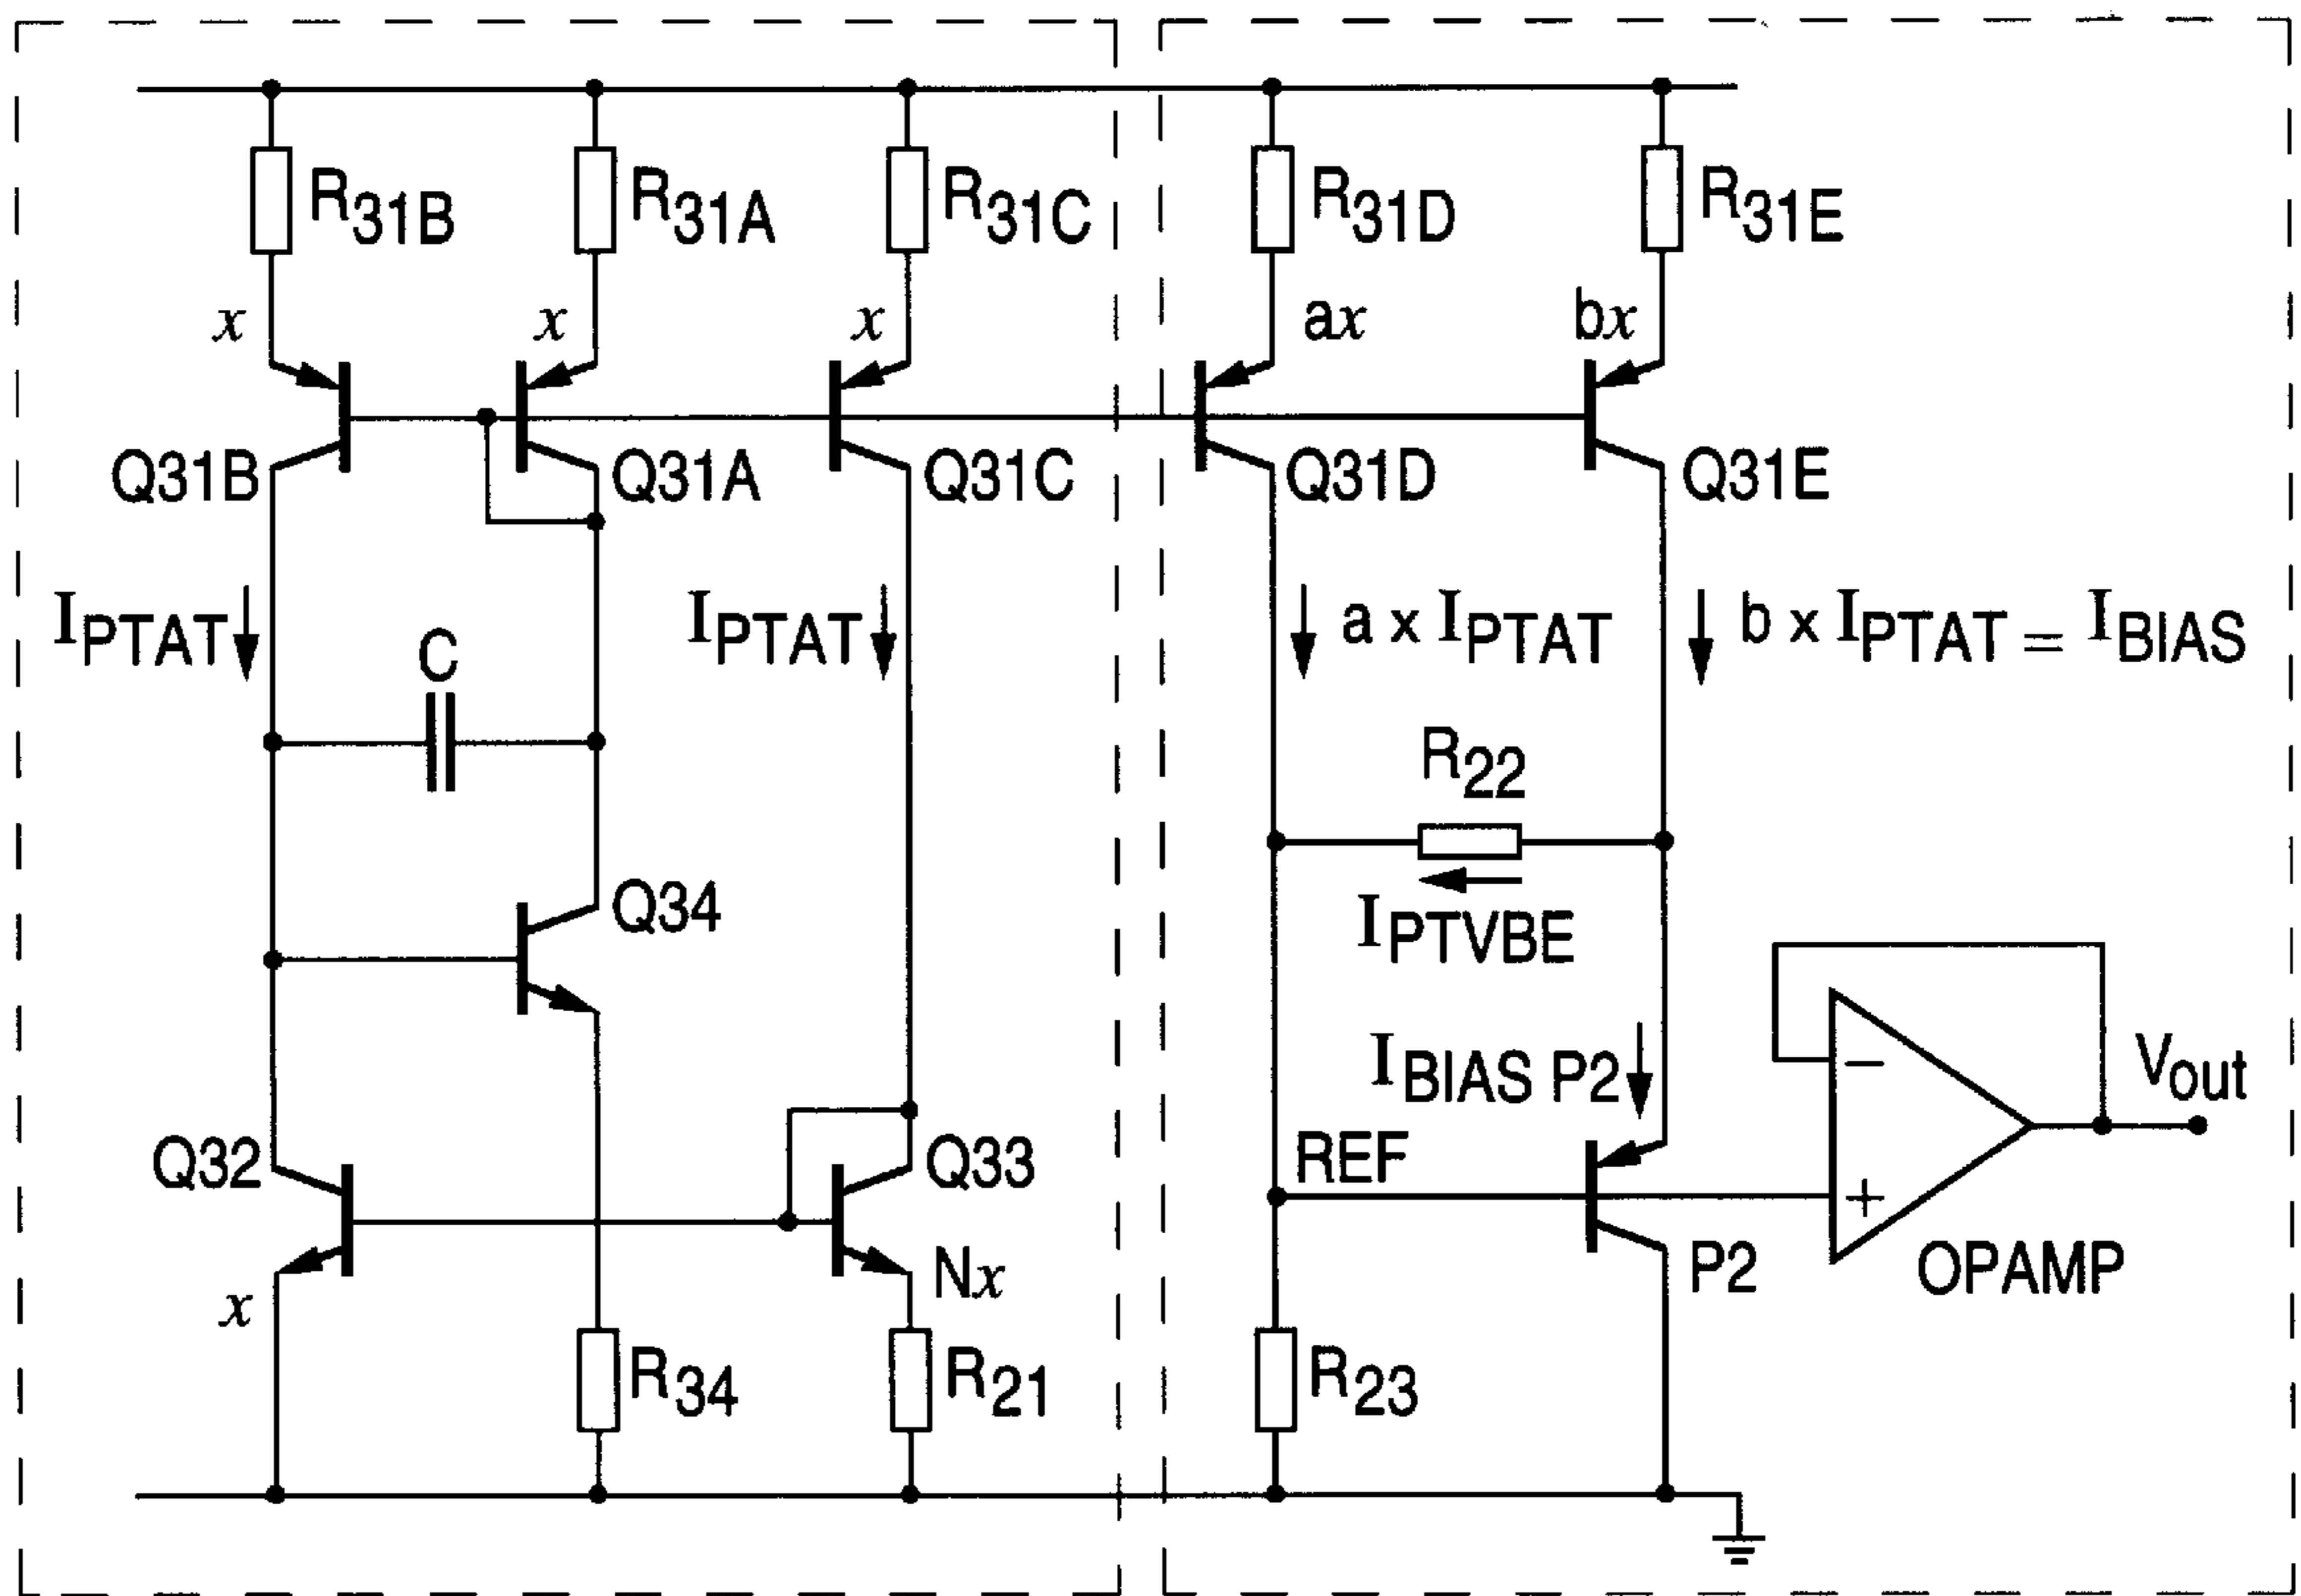 R31B
R31A
R31C
R31D
R31E
x
x
x
ax
bx
Q31B
Q31A
Q31C
Q31D
Q31E
IPTAT
C
IPTAT
a x IPTAT
b x IPTAT = IBIAS
R22
Q34
IPTVBE
IBIAS P2
−
Vout
Q32
Q33
REF
+
Nx
P2
OPAMP
x
R34
R21
R23